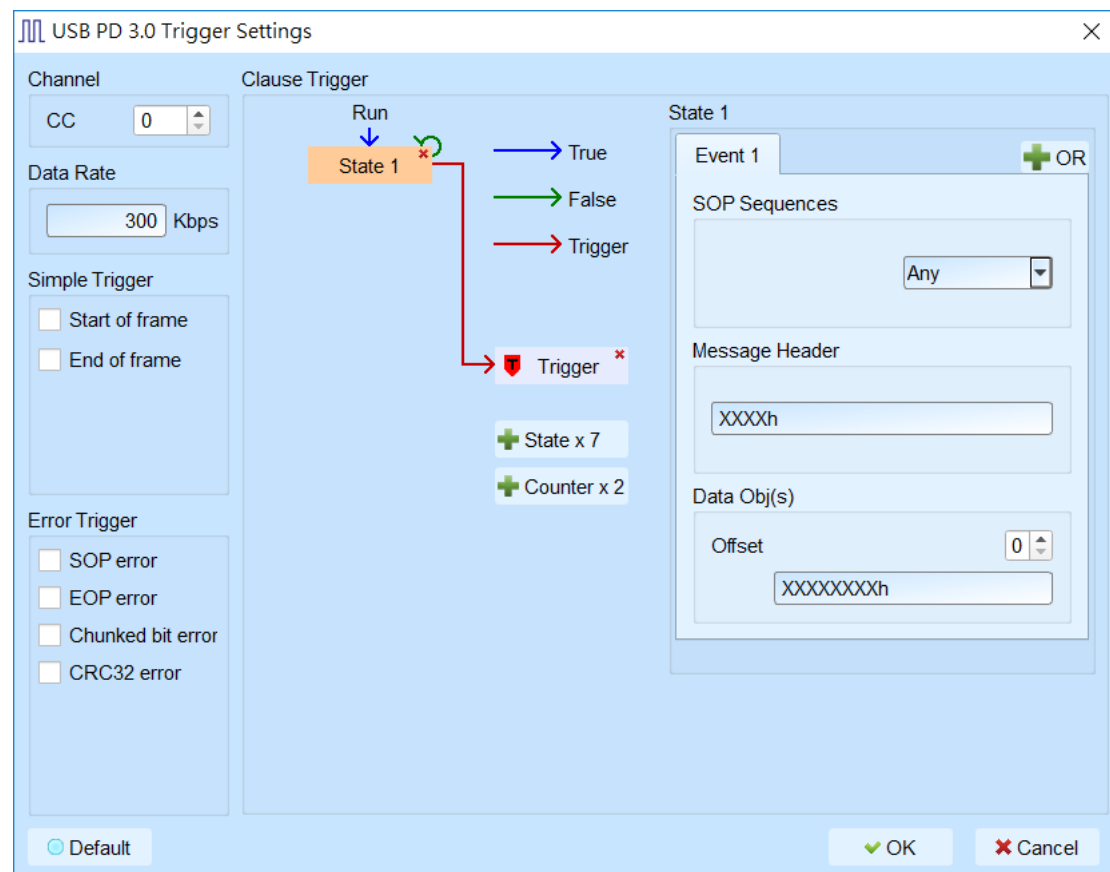 USB PD 3.0 Trigger Settings
Channel
CC 0
Data Rate
300 Kbps
Simple Trigger
Start of frame
End of frame
Error Trigger
SOP error
EOP error
Chunked bit error
CRC32 error
Clause Trigger
Run
State 1
True
False
Trigger
T Trigger
State x 7
Counter x 2
State 1
Event 1
OR
SOP Sequences
Any
Message Header
XXXXh
Data Obj(s)
Offset 0
XXXXXXXXh
Default
OK
Cancel